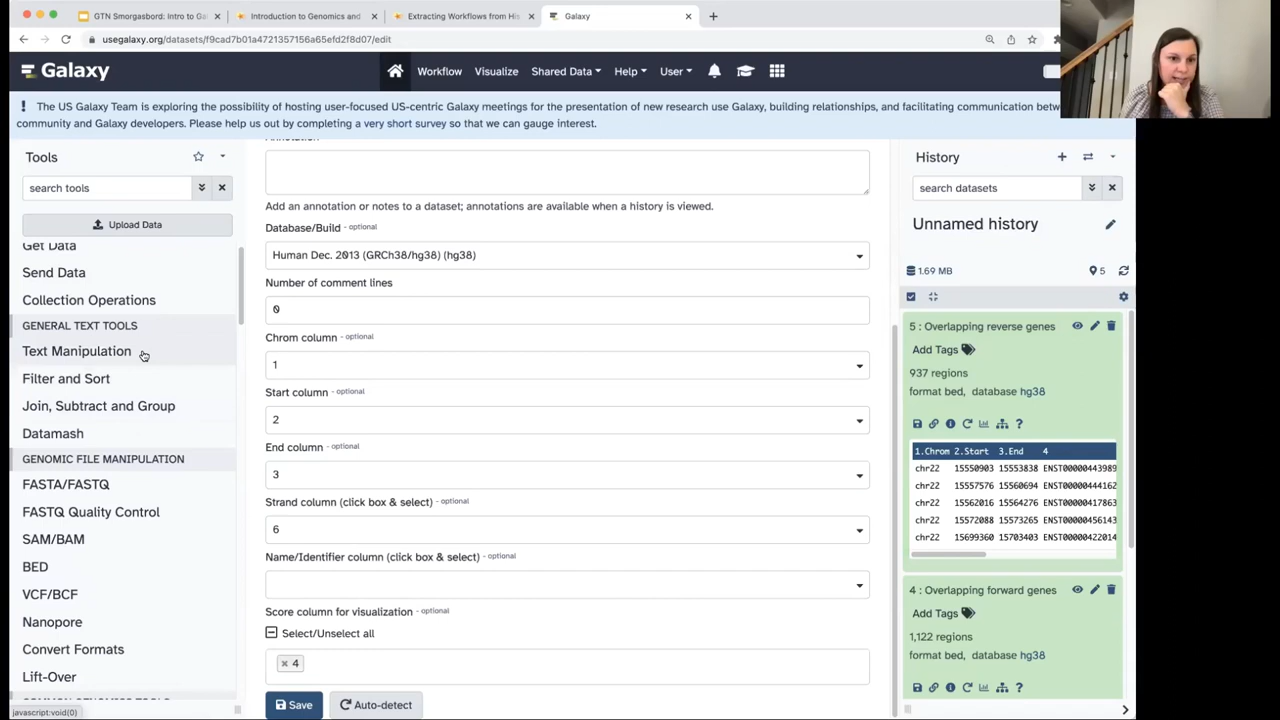 GTN Smorgasbord: Intro to Ga
Introduction to Genomics and
Extracting Workflows from His
Galaxy
usegalaxy.org/datasets/f9cad7b01a4721357156a65efd2f8d07/edit
Galaxy
Workflow
Visualize
Shared Data
Help
User
The US Galaxy Team is exploring the possibility of hosting user-focused US-centric Galaxy meetings for the presentation of new research use Galaxy, building relationships, and facilitating communication betw
community and Galaxy developers. Please help us out by completing a very short survey so that we can gauge interest.
Tools
search tools
Upload Data
Get Data
Send Data
Collection Operations
GENERAL TEXT TOOLS
Text Manipulation
Filter and Sort
Join, Subtract and Group
Datamash
GENOMIC FILE MANIPULATION
FASTA/FASTQ
FASTQ Quality Control
SAM/BAM
BED
VCF/BCF
Nanopore
Convert Formats
Lift-Over
javascript:void(0)
Add an annotation or notes to a dataset; annotations are available when a history is viewed.
Database/Build - optional
Human Dec. 2013 (GRCh38/hg38) (hg38)
Number of comment lines
0
Chrom column - optional
1
Start column - optional
2
End column - optional
3
Strand column (click box & select) - optional
6
Name/Identifier column (click box & select) - optional
Score column for visualization - optional
Select/Unselect all
× 4
Save
Auto-detect
History
search datasets
Unnamed history
1.69 MB
5
5 : Overlapping reverse genes
Add Tags
937 regions
format bed, database hg38
1.Chrom 2.Start 3.End 4
chr22 15550903 15553838 ENST00000443989
chr22 15557576 15560694 ENST00000444162
chr22 15562016 15564276 ENST00000417863
chr22 15572088 15573265 ENST00000456143
chr22 15699360 15703403 ENST00000422014
4 : Overlapping forward genes
Add Tags
1,122 regions
format bed, database hg38